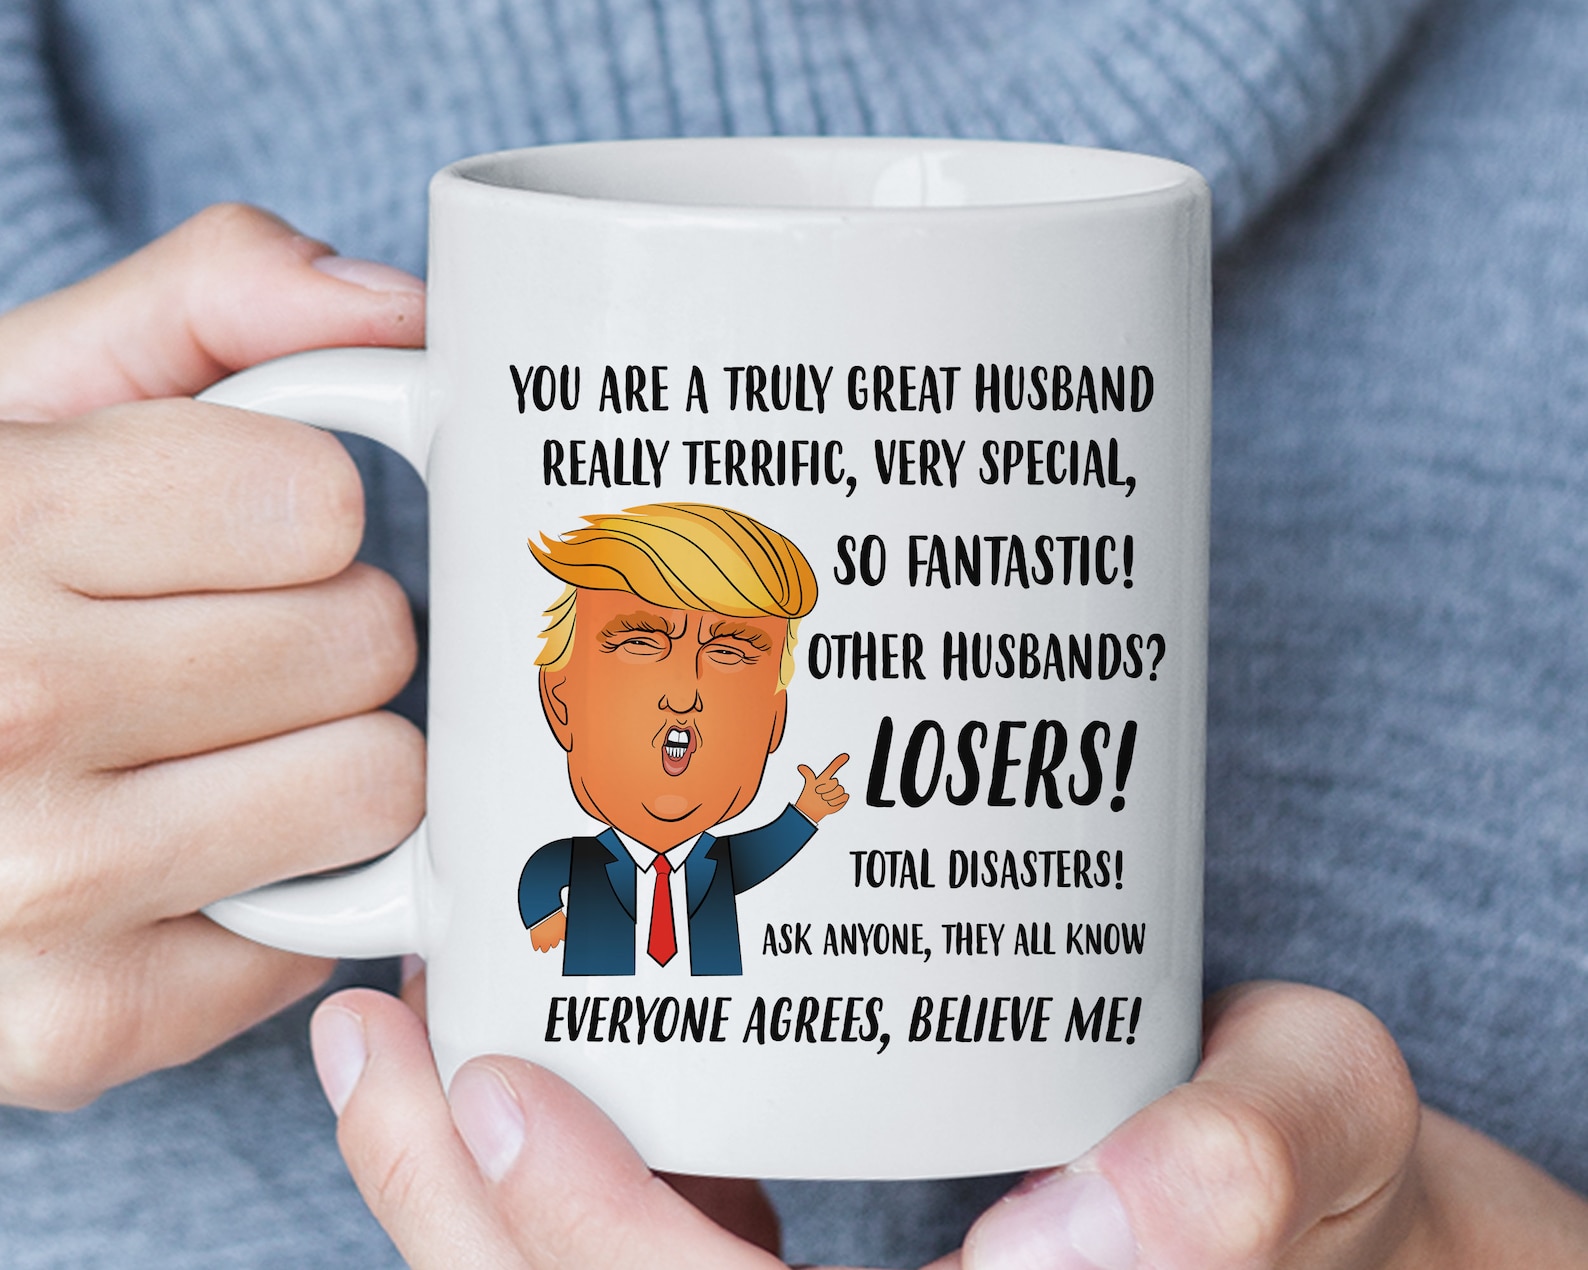 YOU ARE A TRULY GREAT HUSBAND
REALLY TERRIFIC, VERY SPECIAL,
SO FANTASTIC!
OTHER HUSBANDS?
LOSERS!
TOTAL DISASTERS!
ASK ANYONE, THEY ALL KNOW
EVERYONE AGREES, BELIEVE ME!